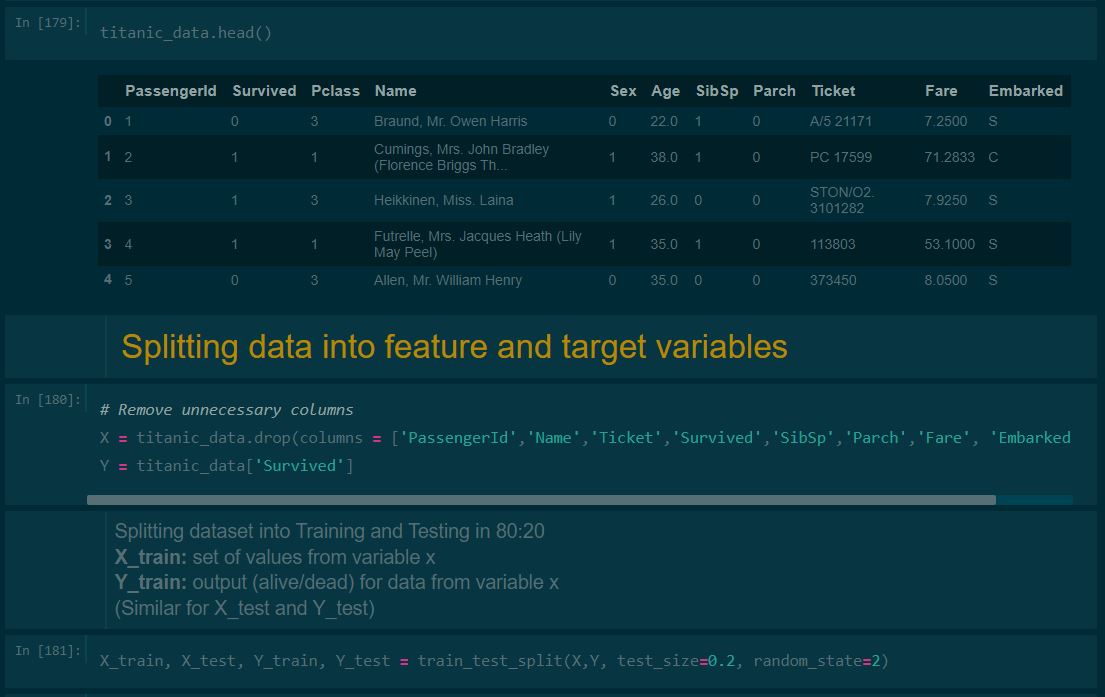 In [179]:
titanic_data.head()
PassengerId Survived Pclass Name Sex Age SibSp Parch Ticket Fare Embarked
0 1 0 3 Braund, Mr. Owen Harris 0 22.0 1 0 A/5 21171 7.2500 S
1 2 1 1 Cumings, Mrs. John Bradley (Florence Briggs Th... 1 38.0 1 0 PC 17599 71.2833 C
2 3 1 3 Heikkinen, Miss. Laina 1 26.0 0 0 STON/O2. 3101282 7.9250 S
3 4 1 1 Futrelle, Mrs. Jacques Heath (Lily May Peel) 1 35.0 1 0 113803 53.1000 S
4 5 0 3 Allen, Mr. William Henry 0 35.0 0 0 373450 8.0500 S
Splitting data into feature and target variables
In [180]:
# Remove unnecessary columns
X = titanic_data.drop(columns = ['PassengerId','Name','Ticket','Survived','SibSp','Parch','Fare', 'Embarked
Y = titanic_data['Survived']
Splitting dataset into Training and Testing in 80:20
X_train: set of values from variable x
Y_train: output (alive/dead) for data from variable x
(Similar for X_test and Y_test)
In [181]:
X_train, X_test, Y_train, Y_test = train_test_split(X,Y, test_size=0.2, random_state=2)